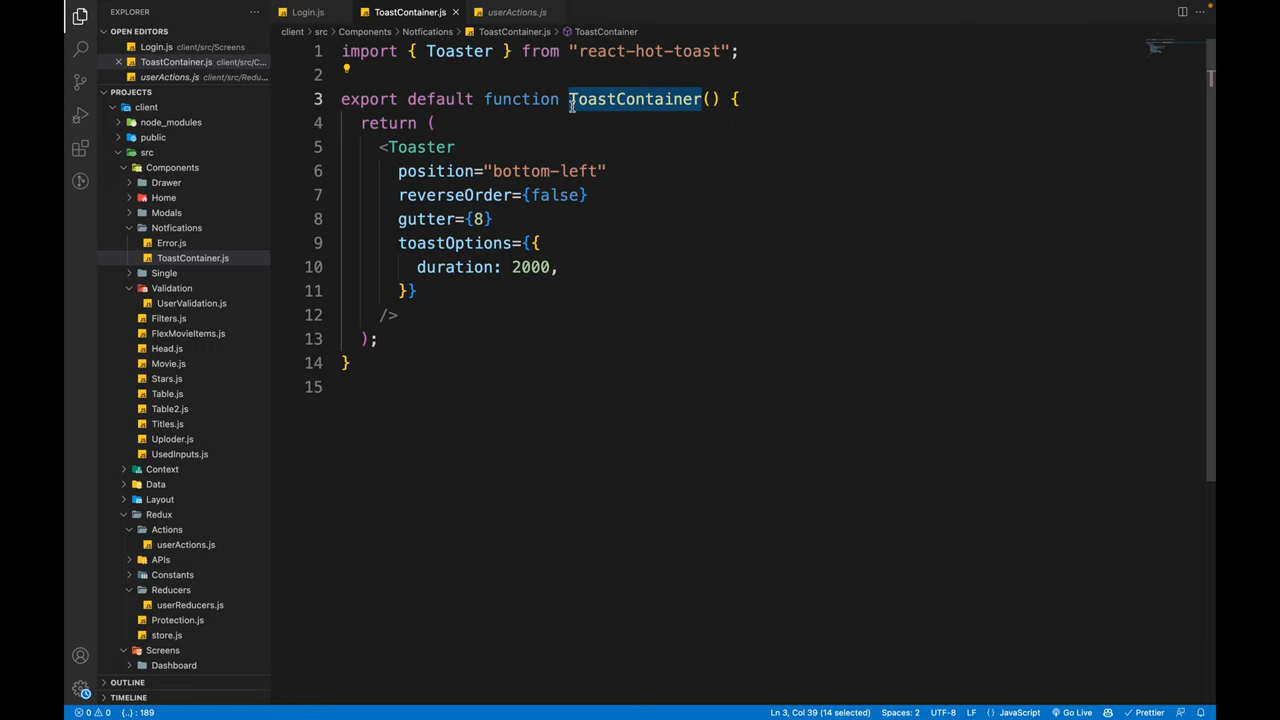 EXPLORER
···
OPEN EDITORS
Login.js client/src/Screens
ToastContainer.js client/src/C...
userActions.js client/src/Redu...
PROJECTS
client
node_modules
public
src
Components
Drawer
Home
Modals
Notfications
Error.js
ToastContainer.js
Single
Validation
UserValidation.js
Filters.js
FlexMovieItems.js
Head.js
Movie.js
Stars.js
Table.js
Table2.js
Titles.js
Uploder.js
UsedInputs.js
Context
Data
Layout
Redux
Actions
userActions.js
APIs
Constants
Reducers
userReducers.js
Protection.js
store.js
Screens
Dashboard
OUTLINE
TIMELINE
Login.js ToastContainer.js userActions.js
client > src > Components > Notfications > ToastContainer.js > ToastContainer
1 import { Toaster } from "react-hot-toast";
2
3 export default function ToastContainer() {
4 return (
5 <Toaster
6 position="bottom-left"
7 reverseOrder={false}
8 gutter={8}
9 toastOptions={{
10 duration: 2000,
11 }}
12 />
13 );
14 }
15
0 0 {..} : 189 Ln 3, Col 39 (14 selected) Spaces: 2 UTF-8 LF {} JavaScript Go Live Prettier